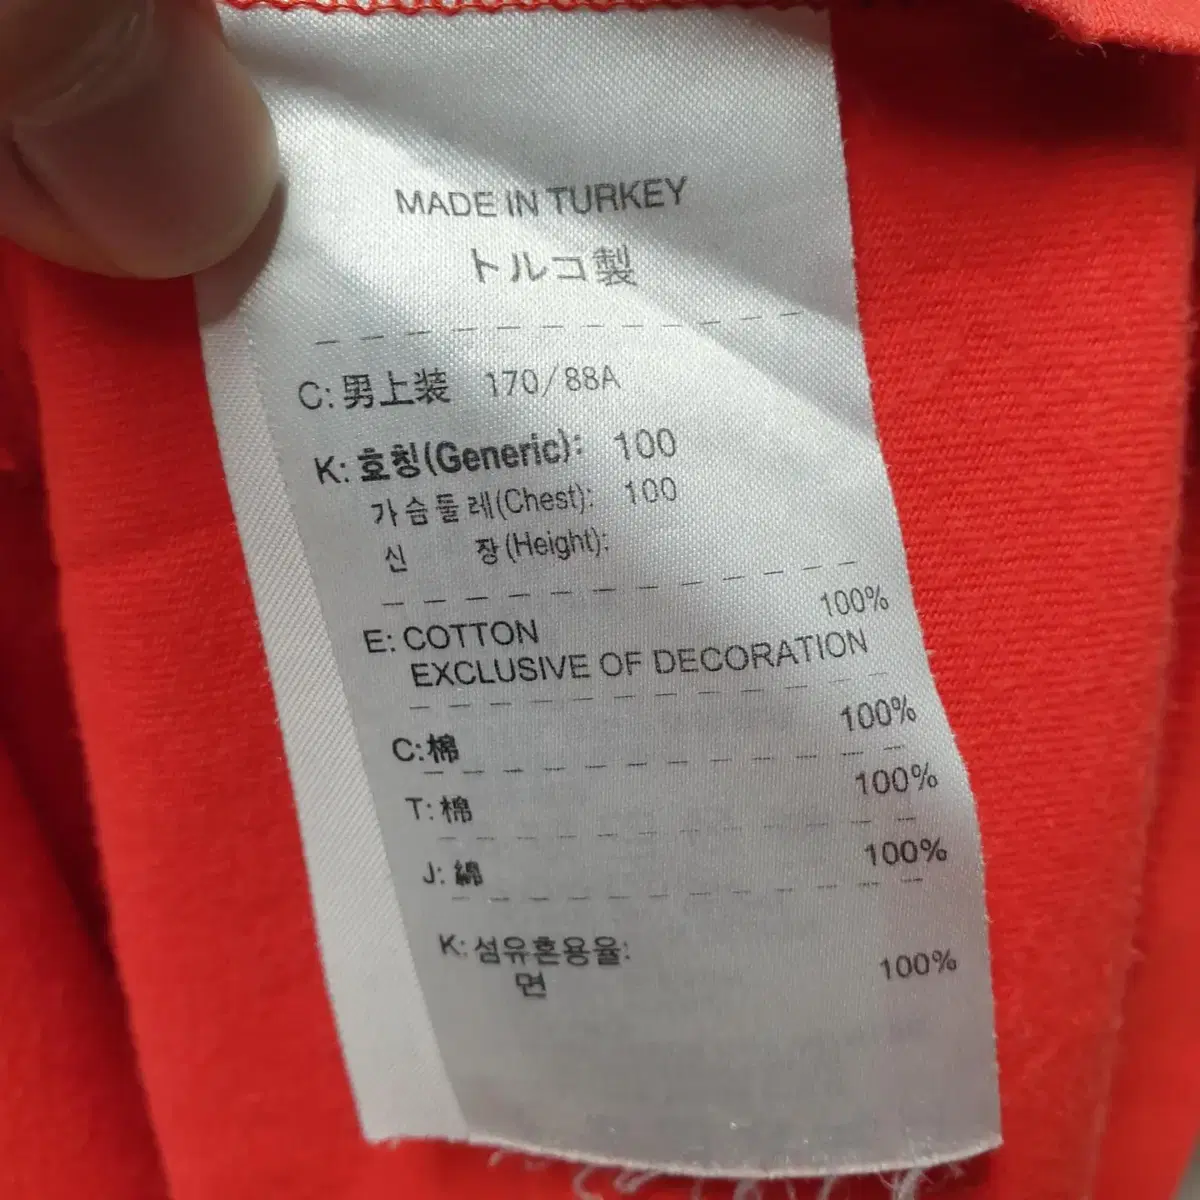 MADE IN TURKEY
トルコ製
C: 男上装 170/88A
K: 호칭(Generic): 100
가슴둘레(Chest): 100
신 장(Height):
E: COTTON 100%
EXCLUSIVE OF DECORATION
C: 棉 100%
T: 棉 100%
J: 綿 100%
K: 섬유혼용율:
면 100%